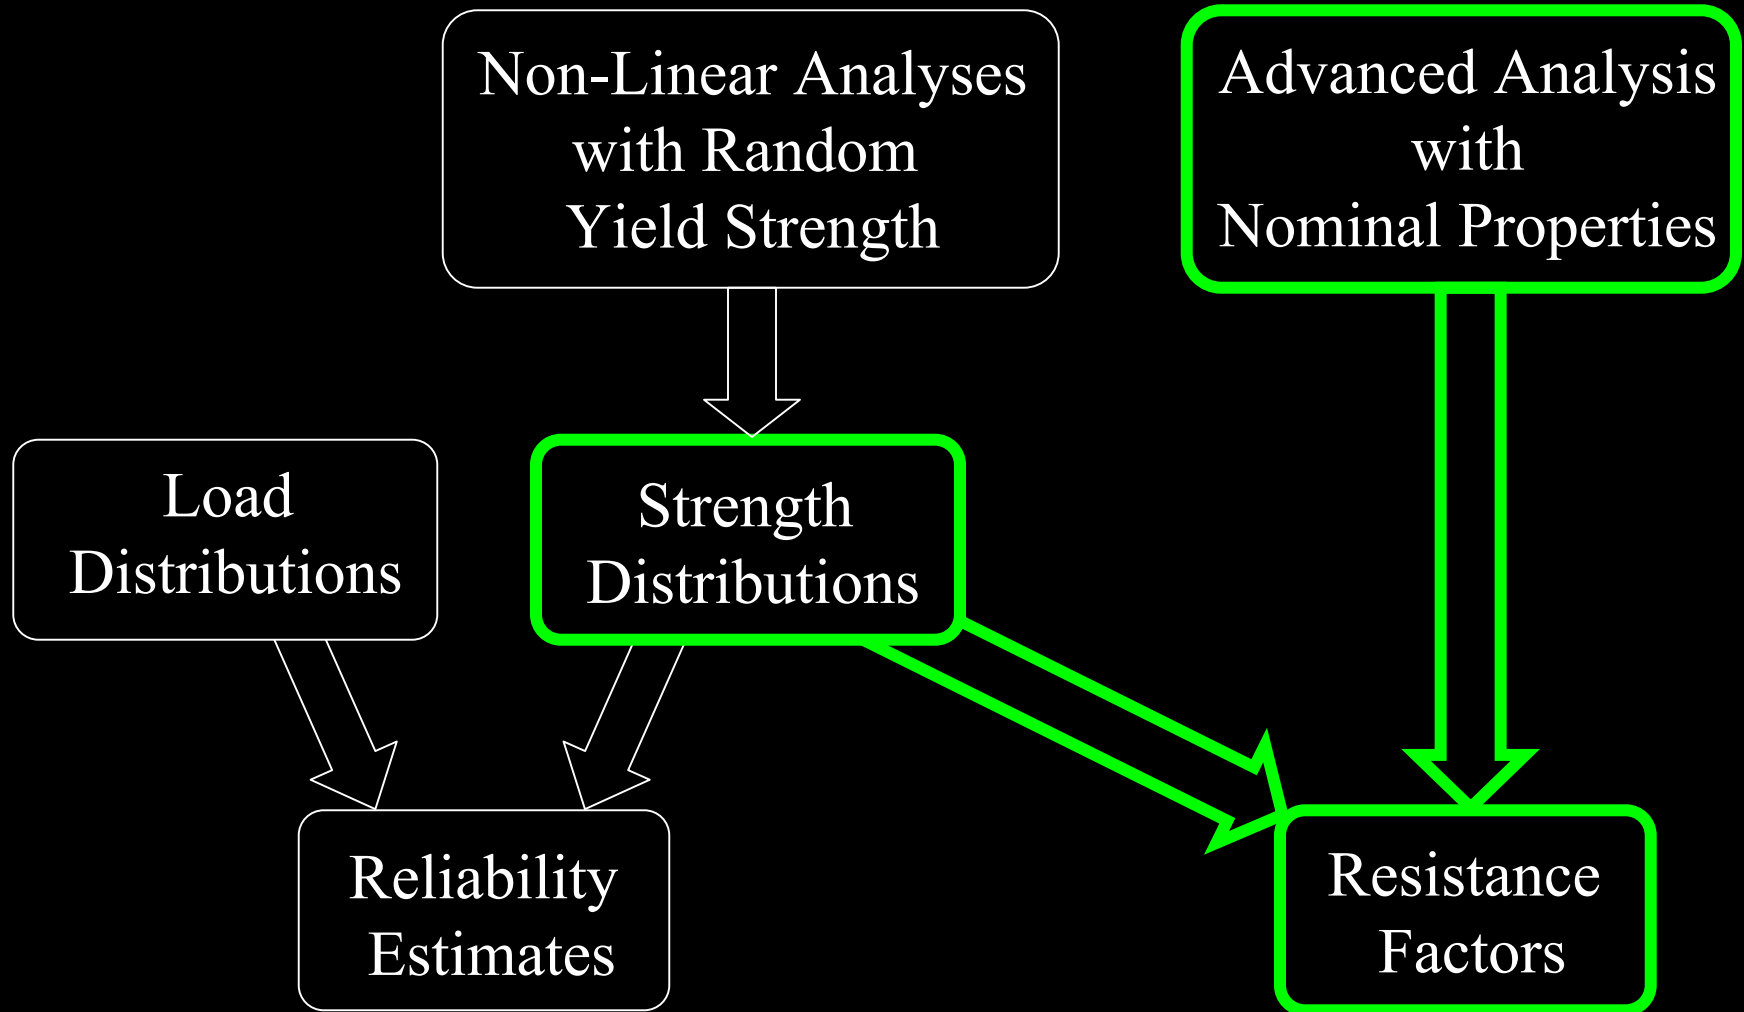 Non-Linear Analyses
with Random
Yield Strength
Advanced Analysis
with
Nominal Properties
Load
Distributions
Strength
Distributions
Reliability
Estimates
Resistance
Factors